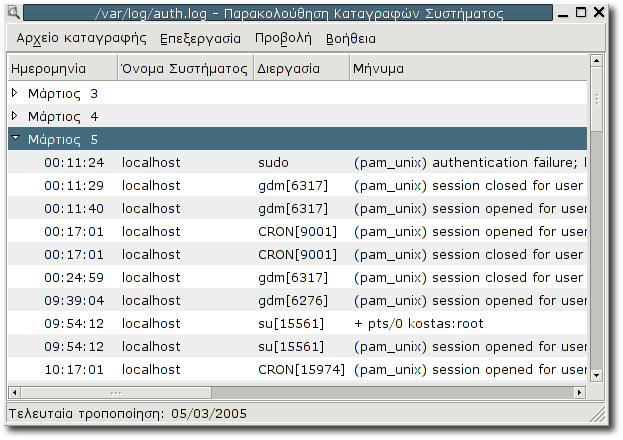 /var/log/auth.log - Παρακολούθηση Καταγραφών Συστήματος
Αρχείο καταγραφής Επεξεργασία Προβολή Βοήθεια
Ημερομηνία Όνομα Συστήματος Διεργασία Μήνυμα
Μάρτιος 3
Μάρτιος 4
Μάρτιος 5
00:11:24 localhost sudo (pam_unix) authentication failure;
00:11:29 localhost gdm[6317] (pam_unix) session closed for user
00:11:40 localhost gdm[6317] (pam_unix) session opened for user
00:17:01 localhost CRON[9001] (pam_unix) session opened for user
00:17:01 localhost CRON[9001] (pam_unix) session closed for user
00:24:59 localhost gdm[6317] (pam_unix) session closed for user
09:39:04 localhost gdm[6276] (pam_unix) session opened for user
09:54:12 localhost su[15561] + pts/0 kostas:root
09:54:12 localhost su[15561] (pam_unix) session opened for user
10:17:01 localhost CRON[15974] (pam_unix) session opened for user
Τελευταία τροποποίηση: 05/03/2005